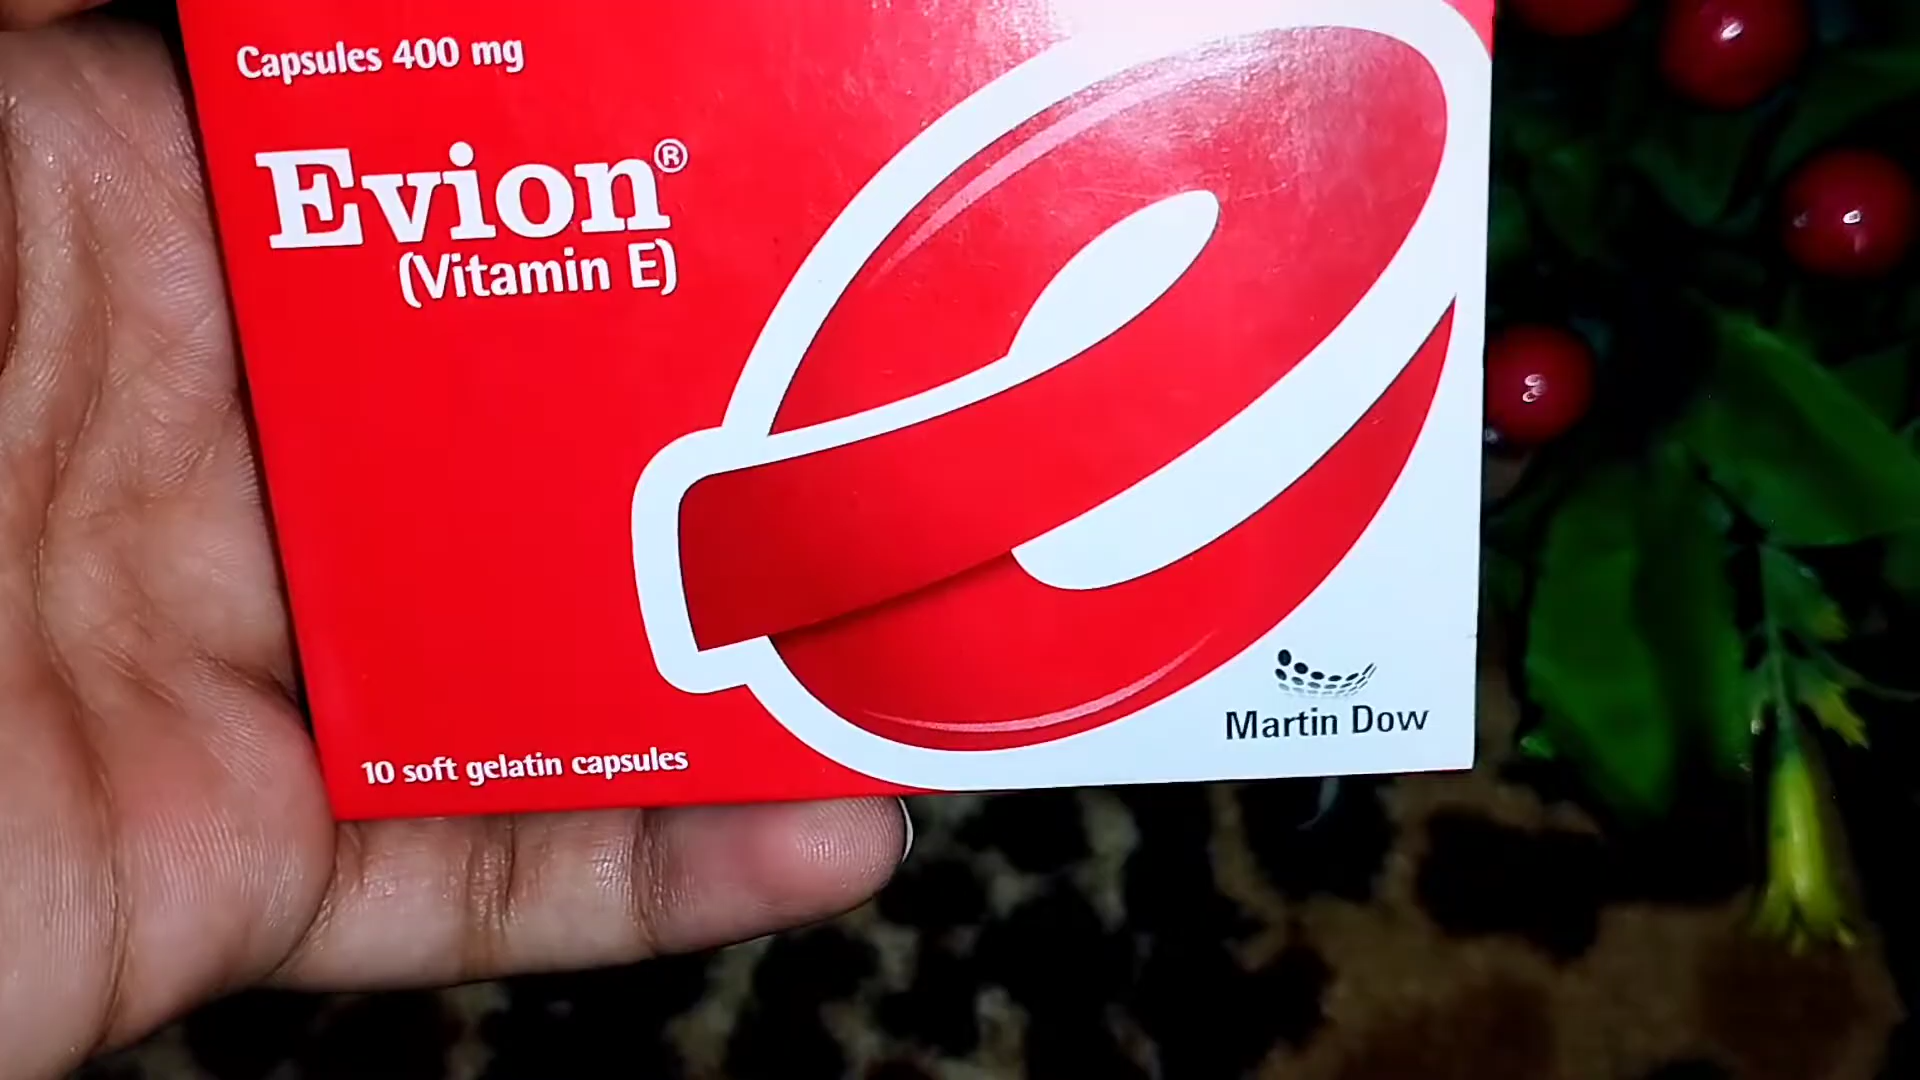 Capsules 400 mg
Evion®
(Vitamin E)
Martin Dow
10 soft gelatin capsules